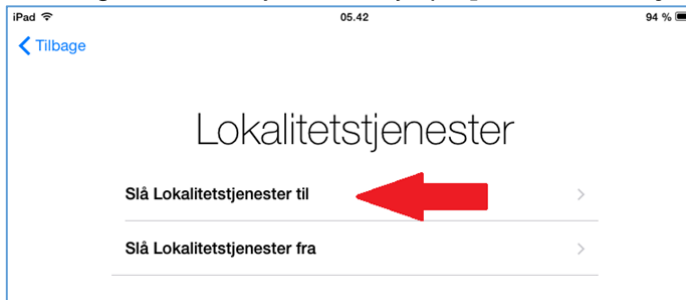 iPad 05.42 94 %
Tilbage
Lokalitetstjenester
Slå Lokalitetstjenester til
Slå Lokalitetstjenester fra